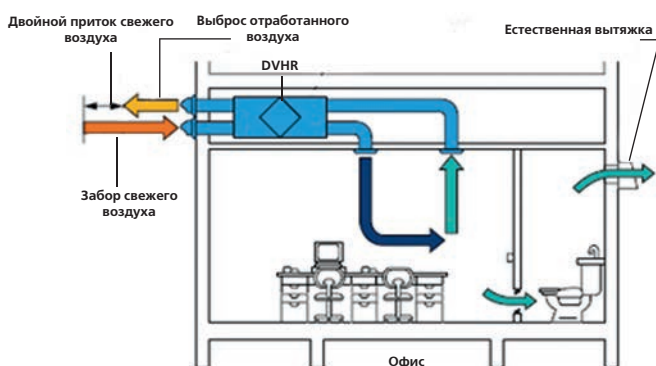 Двойной приток свежего
воздуха
Выброс отработанного
воздуха
Естественная вытяжка
DVHR
Забор свежего
воздуха
Офис